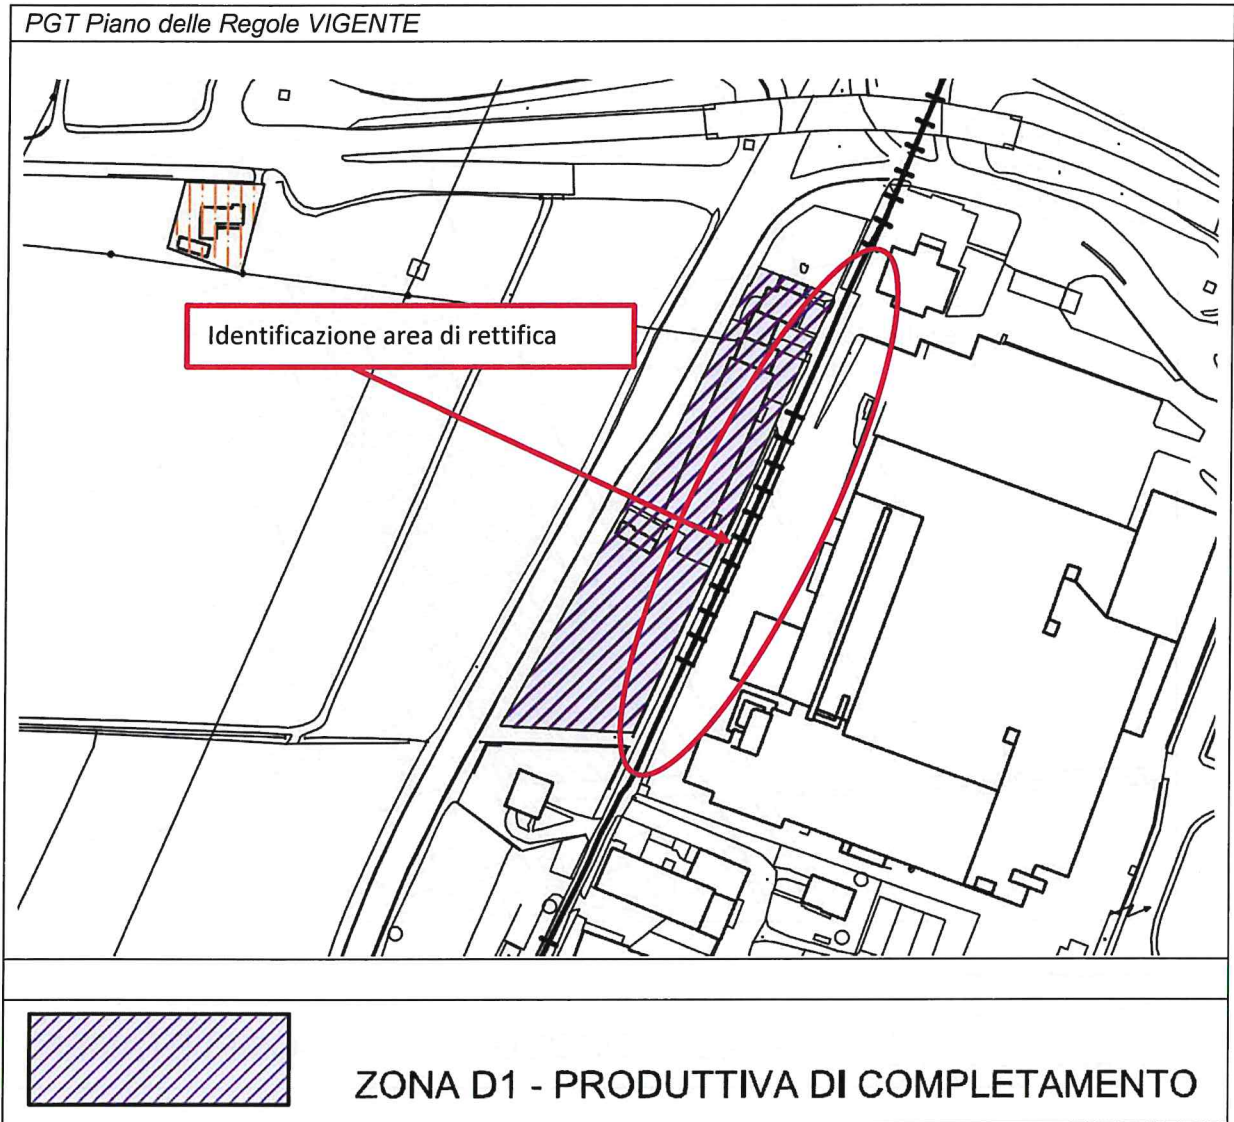 PGT Piano delle Regole VIGENTE
Identificazione area di rettifica
ZONA D1 - PRODUTTIVA DI COMPLETAMENTO